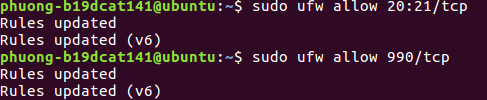 phuong-b19dcat141@ubuntu:~$ sudo ufw allow 20:21/tcp
Rules updated
Rules updated (v6)
phuong-b19dcat141@ubuntu:~$ sudo ufw allow 990/tcp
Rules updated
Rules updated (v6)